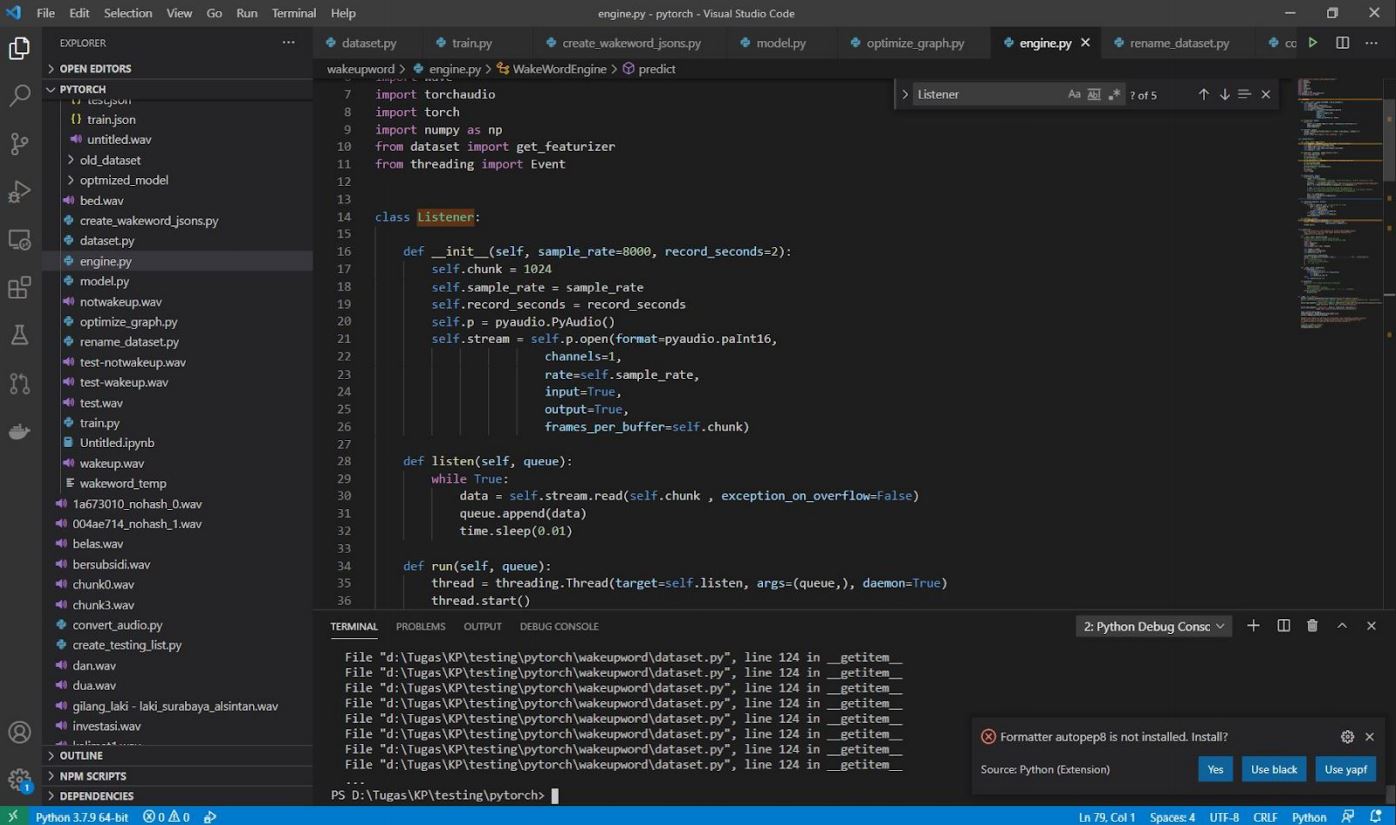 File Edit Selection View Go Run Terminal Help
engine.py - pytorch - Visual Studio Code
EXPLORER
OPEN EDITORS
PYTORCH
test.json
train.json
untitled.wav
old_dataset
optmized_model
bed.wav
create_wakeword_jsons.py
dataset.py
engine.py
model.py
notwakeup.wav
optimize_graph.py
rename_dataset.py
test-notwakeup.wav
test-wakeup.wav
test.wav
train.py
Untitled.ipynb
wakeup.wav
wakeword_temp
1a673010_nohash_0.wav
004ae714_nohash_1.wav
belas.wav
bersubsidi.wav
chunk0.wav
chunk3.wav
convert_audio.py
create_testing_list.py
dan.wav
dua.wav
gilang_laki - laki_surabaya_alsintan.wav
investasi.wav
OUTLINE
NPM SCRIPTS
DEPENDENCIES
dataset.py train.py create_wakeword_jsons.py model.py optimize_graph.py engine.py rename_dataset.py co
wakeupword > engine.py > WakeWordEngine > predict
Listener Aa Abl .* ? of 5
import wave
7 import torchaudio
8 import torch
9 import numpy as np
10 from dataset import get_featurizer
11 from threading import Event
12
13
14 class Listener:
15
16 def __init__(self, sample_rate=8000, record_seconds=2):
17 self.chunk = 1024
18 self.sample_rate = sample_rate
19 self.record_seconds = record_seconds
20 self.p = pyaudio.PyAudio()
21 self.stream = self.p.open(format=pyaudio.paInt16,
22 channels=1,
23 rate=self.sample_rate,
24 input=True,
25 output=True,
26 frames_per_buffer=self.chunk)
27
28 def listen(self, queue):
29 while True:
30 data = self.stream.read(self.chunk , exception_on_overflow=False)
31 queue.append(data)
32 time.sleep(0.01)
33
34 def run(self, queue):
35 thread = threading.Thread(target=self.listen, args=(queue,), daemon=True)
36 thread.start()
TERMINAL PROBLEMS OUTPUT DEBUG CONSOLE
2: Python Debug Consc
File "d:\Tugas\KP\testing\pytorch\wakeupword\dataset.py", line 124 in __getitem__
File "d:\Tugas\KP\testing\pytorch\wakeupword\dataset.py", line 124 in __getitem__
File "d:\Tugas\KP\testing\pytorch\wakeupword\dataset.py", line 124 in __getitem__
File "d:\Tugas\KP\testing\pytorch\wakeupword\dataset.py", line 124 in __getitem__
File "d:\Tugas\KP\testing\pytorch\wakeupword\dataset.py", line 124 in __getitem__
File "d:\Tugas\KP\testing\pytorch\wakeupword\dataset.py", line 124 in __getitem__
File "d:\Tugas\KP\testing\pytorch\wakeupword\dataset.py", line 124 in __getitem__
File "d:\Tugas\KP\testing\pytorch\wakeupword\dataset.py", line 124 in __getitem__
...
PS D:\Tugas\KP\testing\pytorch>
Formatter autopep8 is not installed. Install?
Source: Python (Extension)
Yes Use black Use yapf
1
Python 3.7.9 64-bit 0 0
Ln 79, Col 1 Spaces: 4 UTF-8 CRLF Python